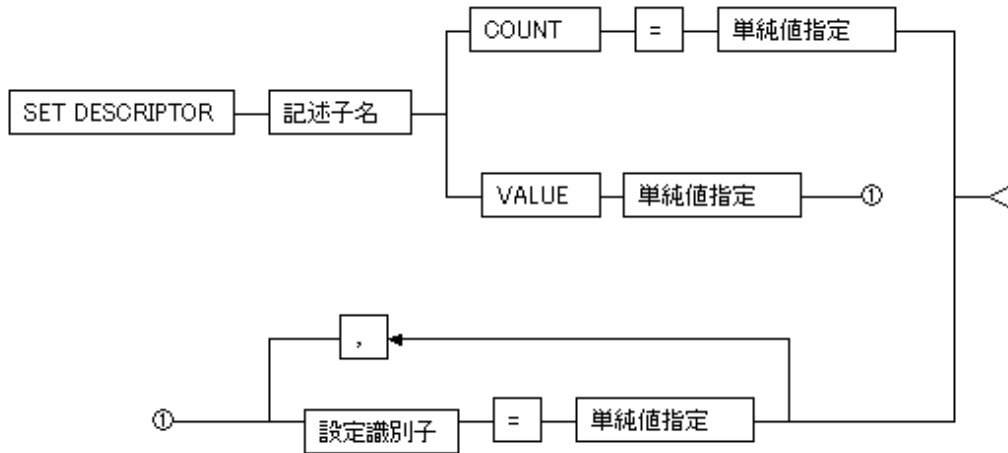 COUNT = 単純値指定
SET DESCRIPTOR 記述子名
VALUE 単純値指定 ①
,
① 設定識別子 = 単純値指定